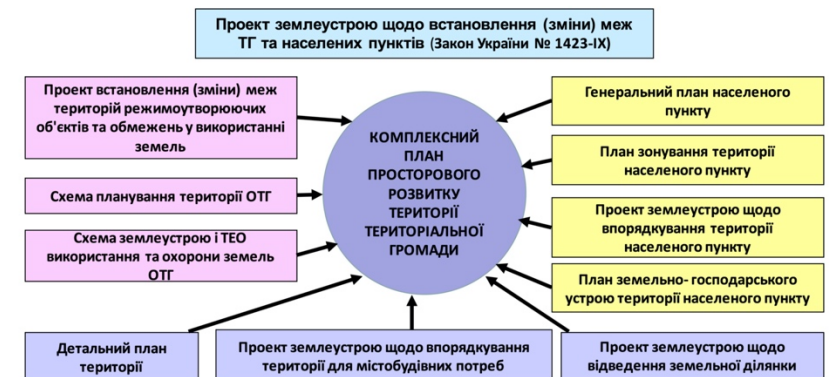 Проект землеустрою щодо встановлення (зміни) меж
ТГ та населених пунктів (Закон України № 1423-IX)
Проект встановлення (зміни) меж
територій режимоутворюючих
об'єктів та обмежень у використанні
земель
Схема планування території ОТГ
Схема землеустрою і ТЕО
використання та охорони земель
ОТГ
КОМПЛЕКСНИЙ
ПЛАН
ПРОСТОРОВОГО
РОЗВИТКУ
ТЕРИТОРІЇ
ТЕРИТОРІАЛЬНОЇ
ГРОМАДИ
Генеральний план населеного
пункту
План зонування території
населеного пункту
Проект землеустрою щодо
впорядкування території
населеного пункту
План земельно- господарського
устрою території населеного пункту
Детальний план
території
Проект землеустрою щодо впорядкування
території для містобудівних потреб
Проект землеустрою щодо
відведення земельної ділянки